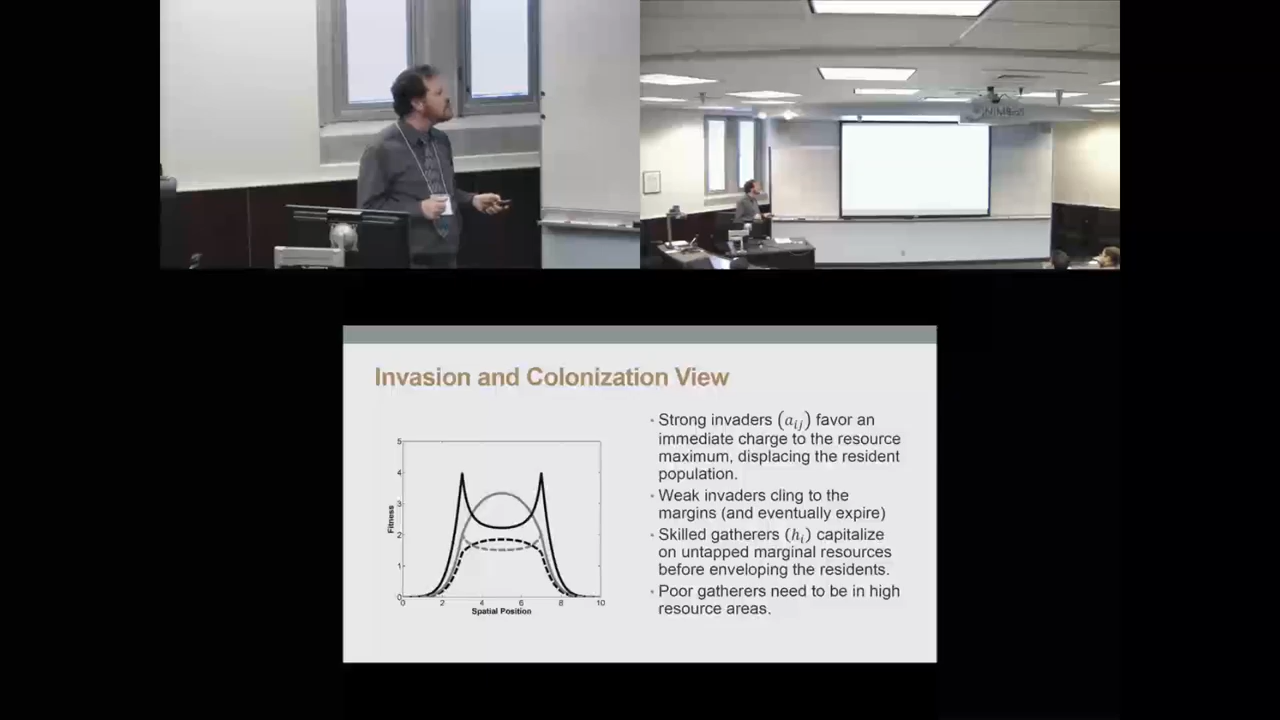 NIMBioS
Invasion and Colonization View
• Strong invaders (a_ij) favor an
immediate charge to the resource
maximum, displacing the resident
population.
• Weak invaders cling to the
margins (and eventually expire)
• Skilled gatherers (h_i) capitalize
on untapped marginal resources
before enveloping the residents.
• Poor gatherers need to be in high
resource areas.
Fitness
5
4
3
2
1
0
0 2 4 6 8 10
Spatial Position